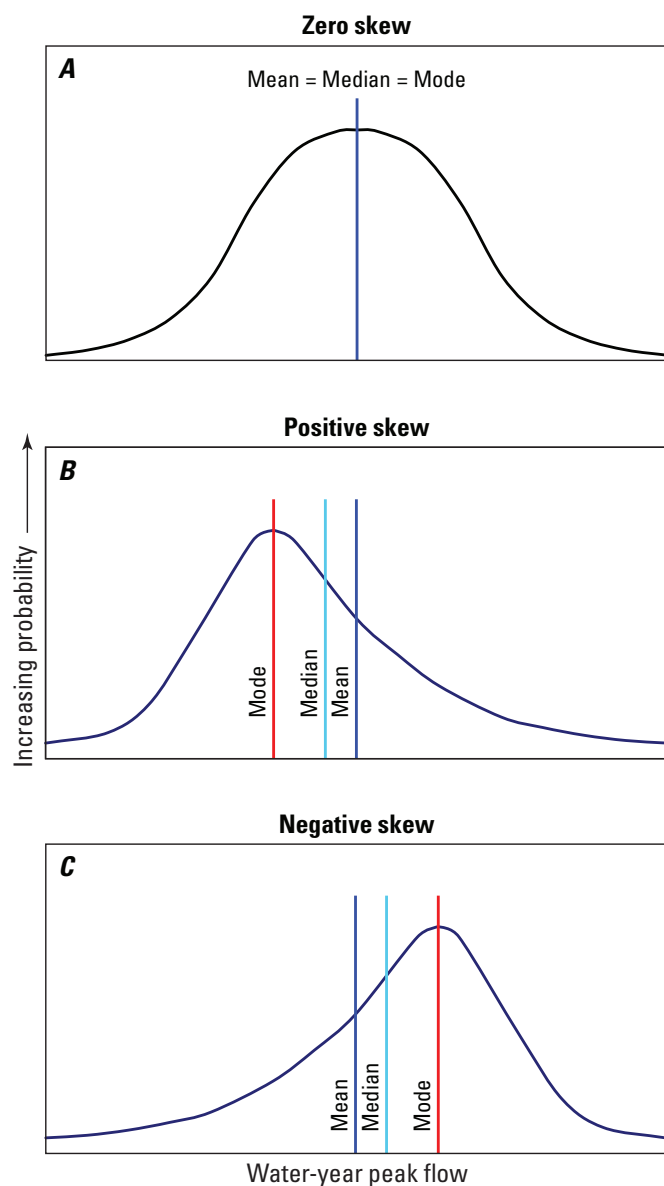 Zero skew
A
Mean = Median = Mode
Positive skew
B
Increasing probability
Mode
Median
Mean
Negative skew
C
Mean
Median
Mode
Water-year peak flow